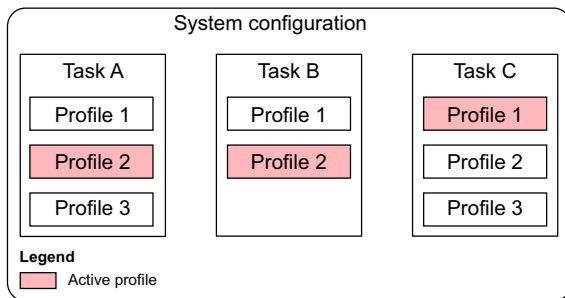 System configuration
Task A
Profile 1
Profile 2
Profile 3
Task B
Profile 1
Profile 2
Task C
Profile 1
Profile 2
Profile 3
Legend
Active profile